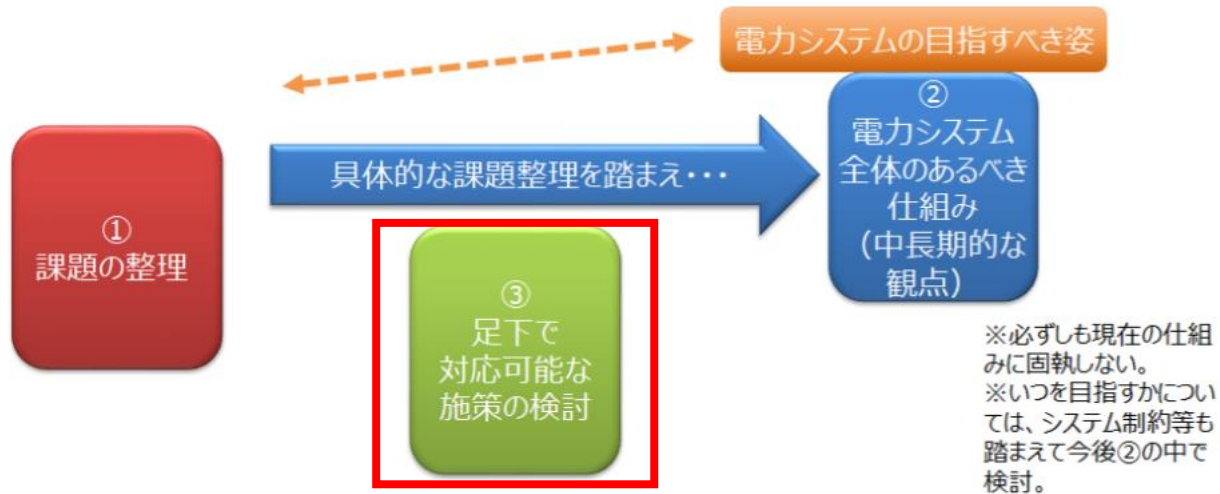 電力システムの目指すべき姿
①
課題の整理
具体的な課題整理を踏まえ・・・
②
電力システム
全体のあるべき
仕組み
（中長期的な
観点）
③
足下で
対応可能な
施策の検討
※必ずしも現在の仕組
みに固執しない。
※いつを目指すかについ
ては、システム制約等も
踏まえて今後②の中で
検討。